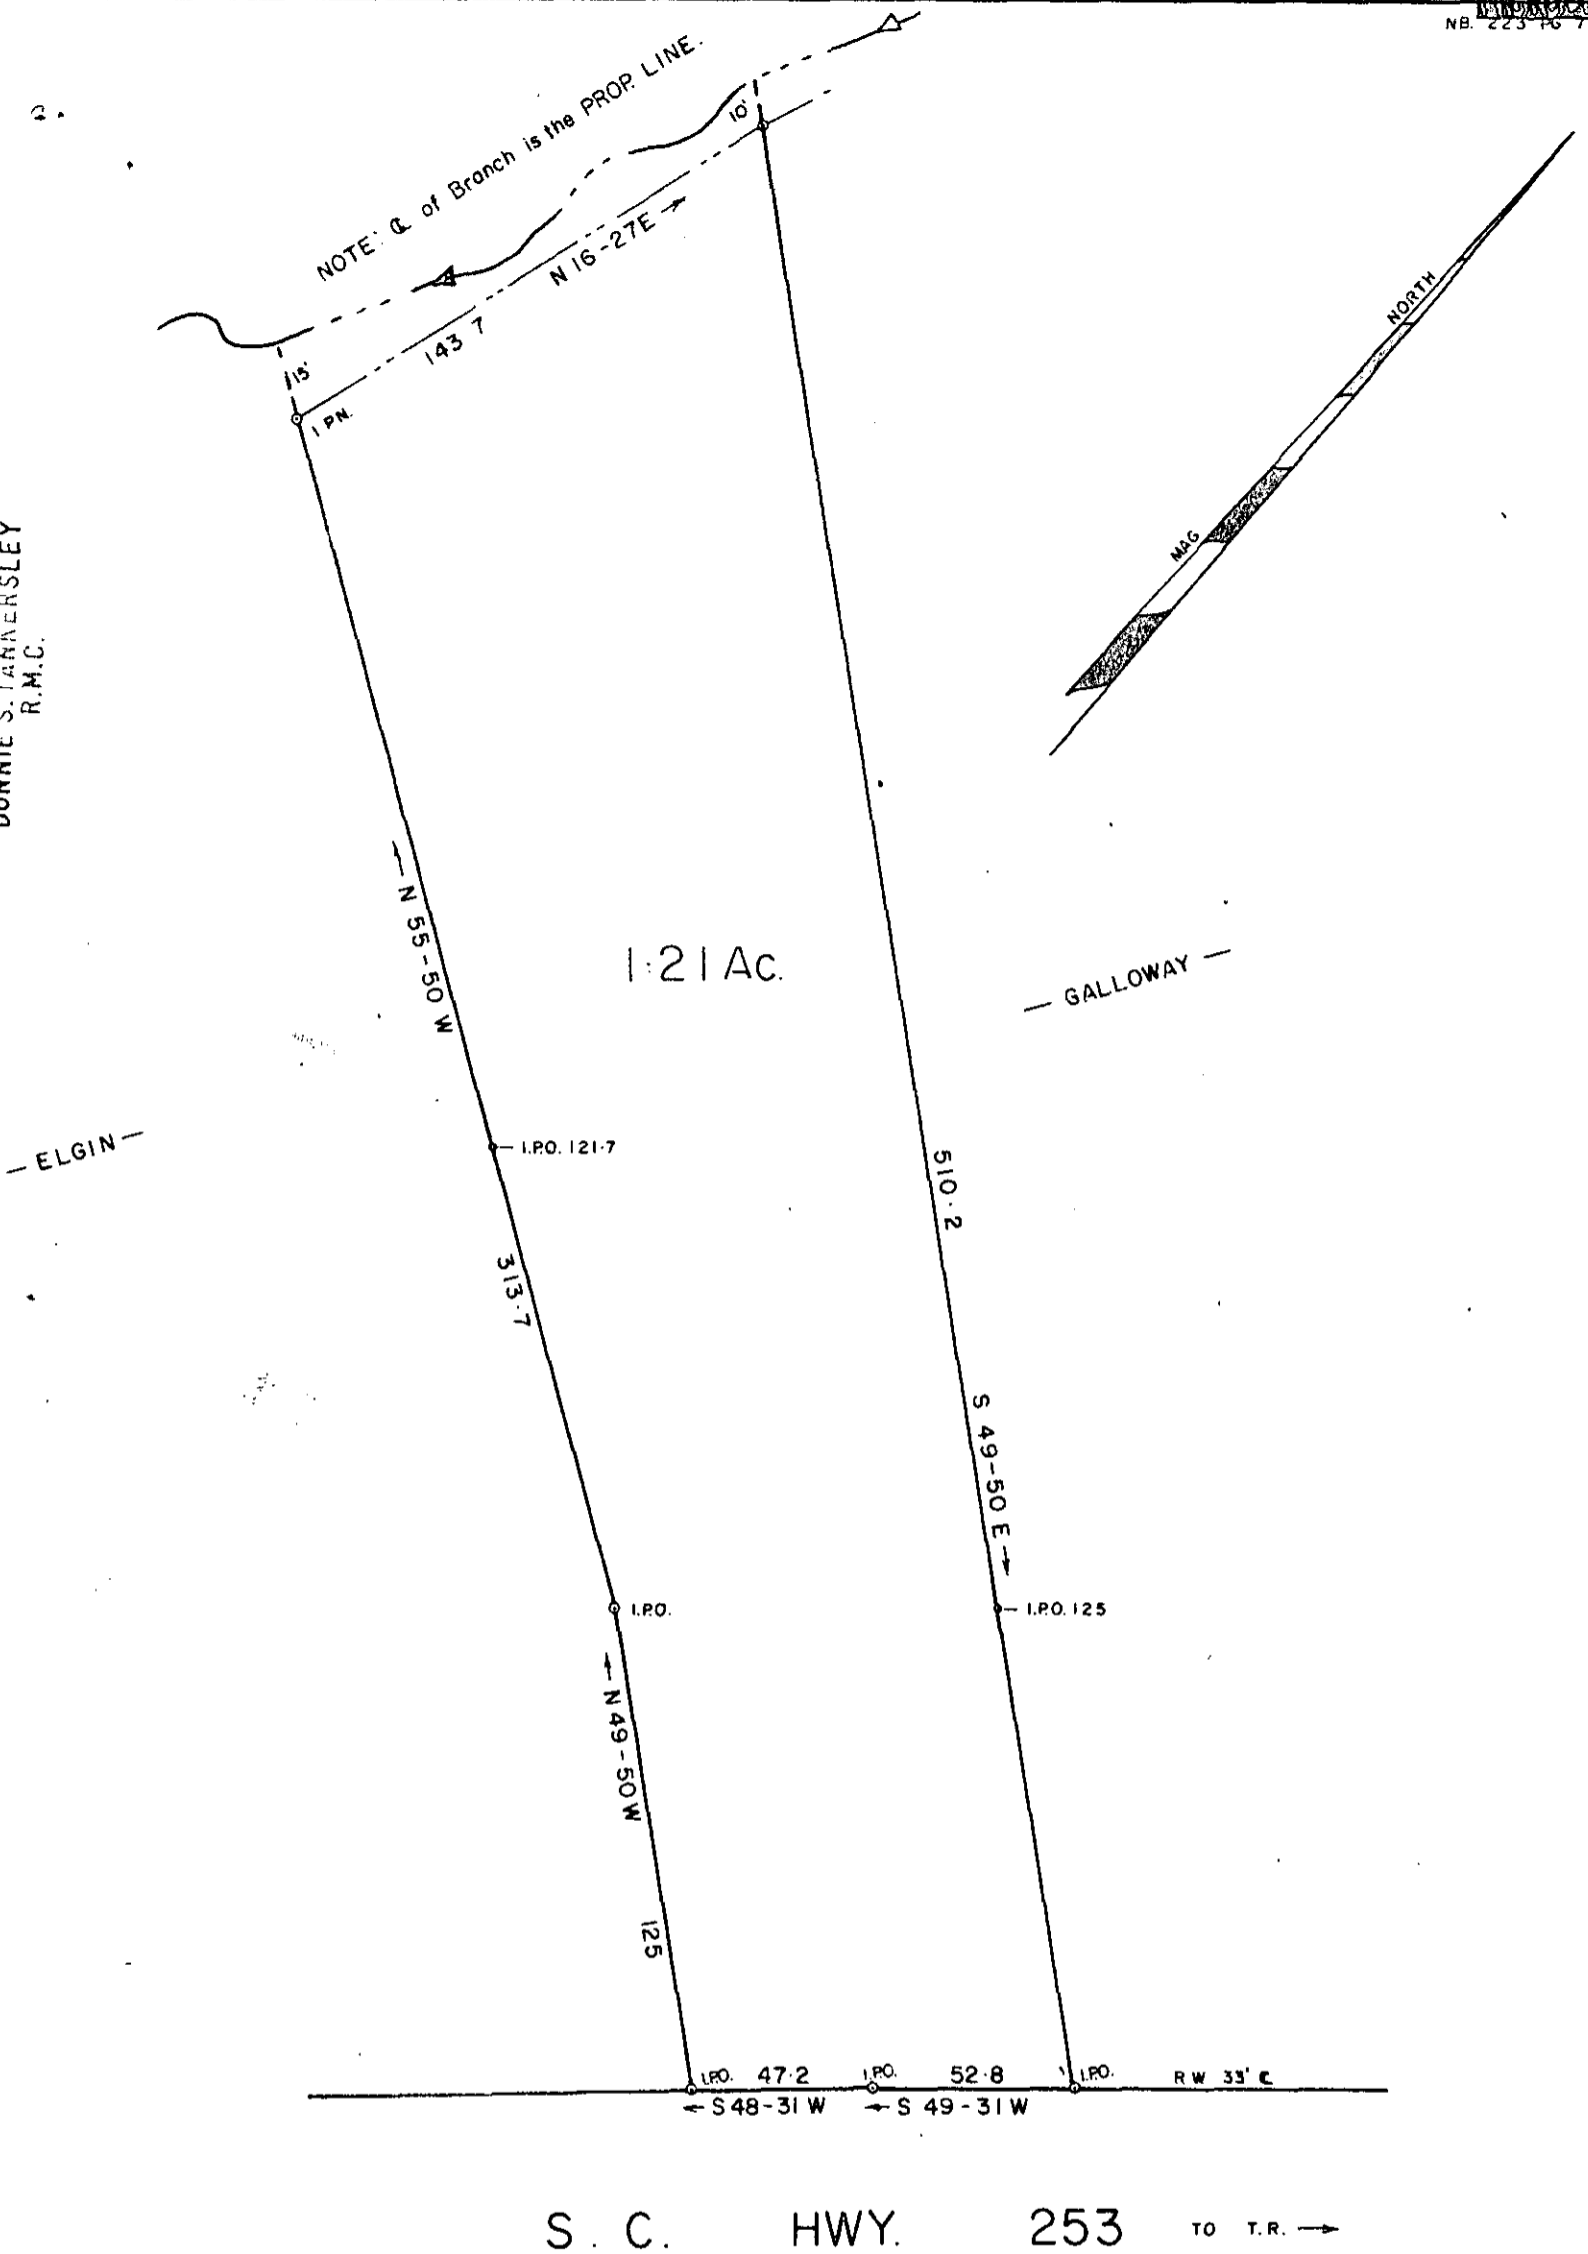 NB. 223 PG 7
NOTE: ℄ of Branch is the PROP. LINE.
10'
N 16-27E →
143.7
15'
I PN.
NORTH
MAG
S. TANKERSLEY
R.M.C.
← N 55-50 W
1.21 Ac.
— GALLOWAY —
— ELGIN —
I.P.O. 121.7
510.2
313.7
S 49-50 E →
I.P.O.
I.P.O. 125
← N 49-50 W
125
I.P.O. 47.2 I.P.O. 52.8 I.P.O. R W 33' ℄
← S 48-31 W ← S 49-31 W
S. C. HWY. 253 TO T.R. →